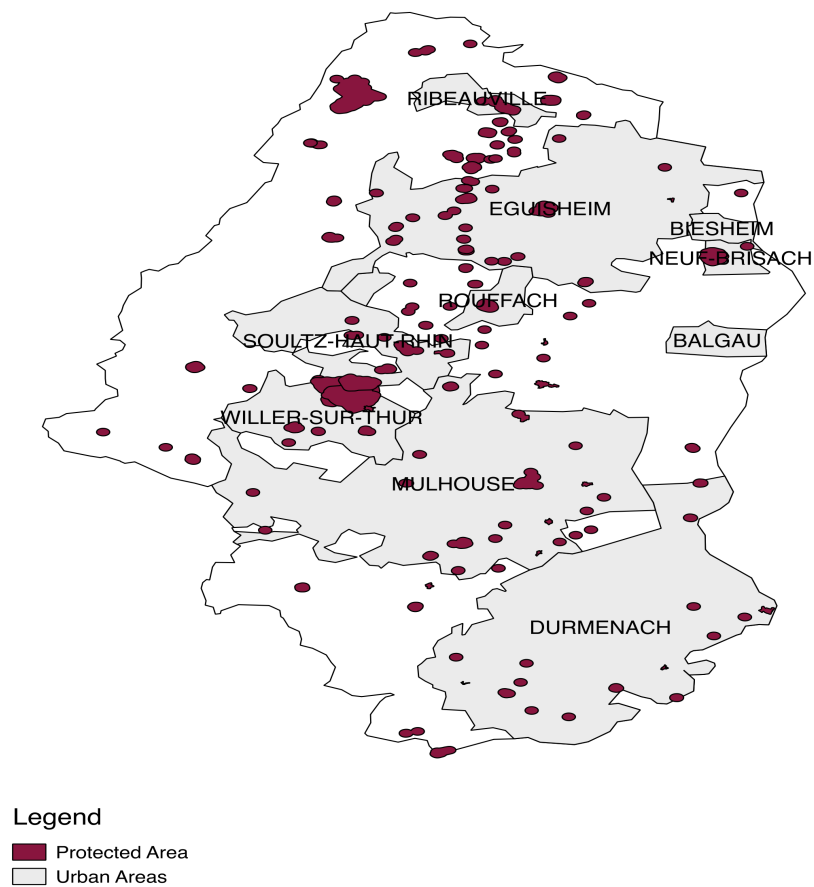 RIBEAUVILLE
EGUISHEIM
BIESHEIM
NEUF-BRISACH
ROUFFACH
SOULTZ-HAUT-RHIN
BALGAU
WILLER-SUR-THUR
MULHOUSE
DURMENACH
Legend
Protected Area
Urban Areas